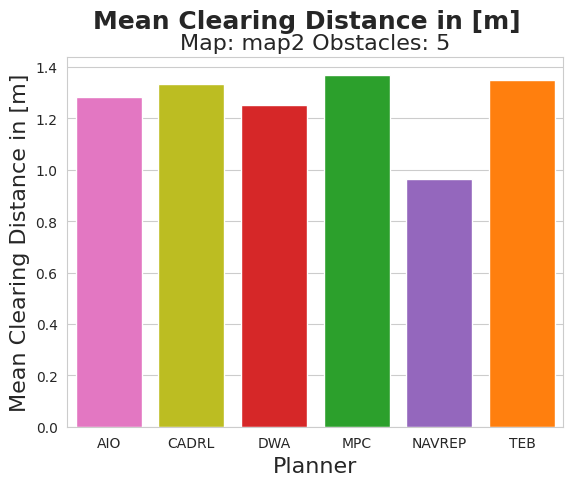 Mean Clearing Distance in [m]
Map: map2 Obstacles: 5
Mean Clearing Distance in [m]
1.4
1.2
1.0
0.8
0.6
0.4
0.2
0.0
AIO CADRL DWA MPC NAVREP TEB
Planner